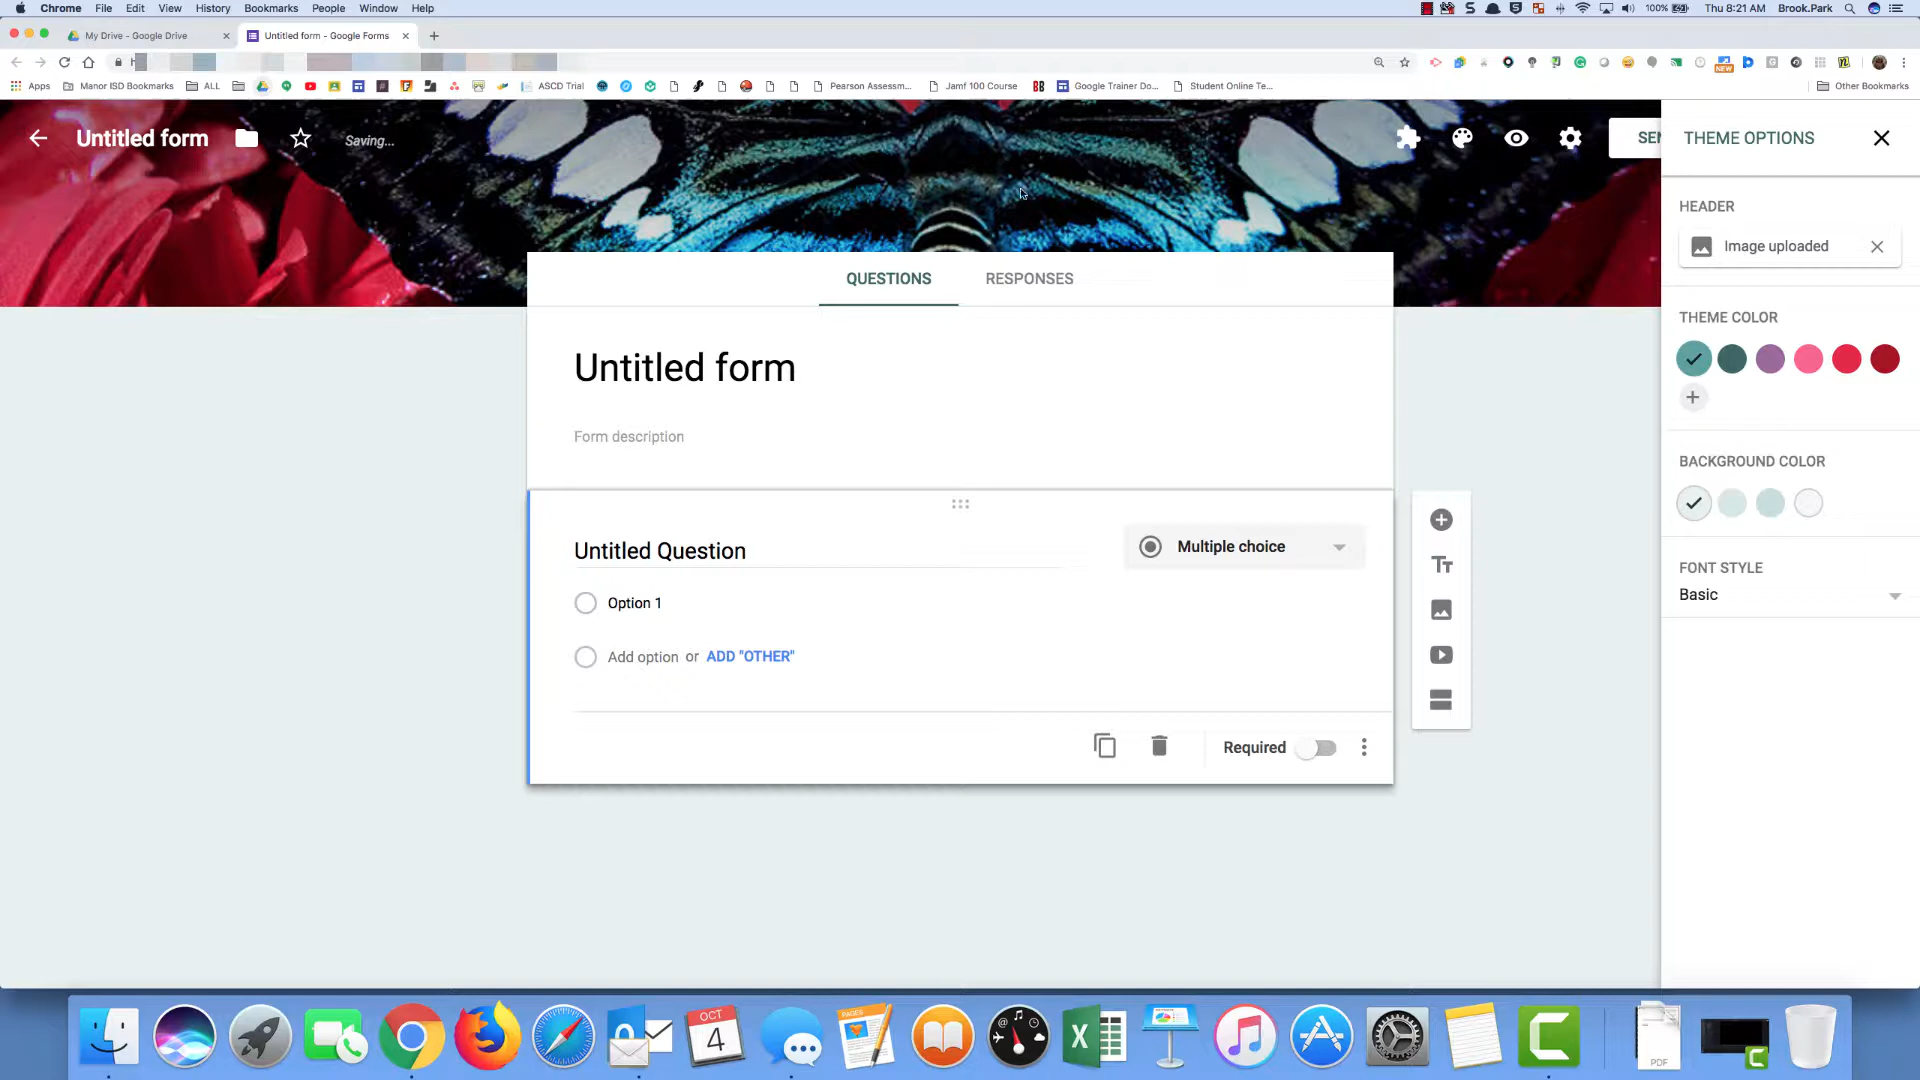 Chrome File Edit View History Bookmarks People Window Help 100% Thu 8:21 AM Brook.Park
My Drive - Google Drive Untitled form - Google Forms
Apps Manor ISD Bookmarks ALL ASCD Trial Pearson Assessm... Jamf 100 Course BB Google Trainer Do... Student Online Te... Other Bookmarks
Untitled form Saving... SEN THEME OPTIONS
HEADER
Image uploaded
QUESTIONS RESPONSES
THEME COLOR
Untitled form
Form description
BACKGROUND COLOR
Untitled Question
Multiple choice
FONT STYLE
Basic
Option 1
Add option or ADD "OTHER"
Required
OCT
4
PAGES
PDF